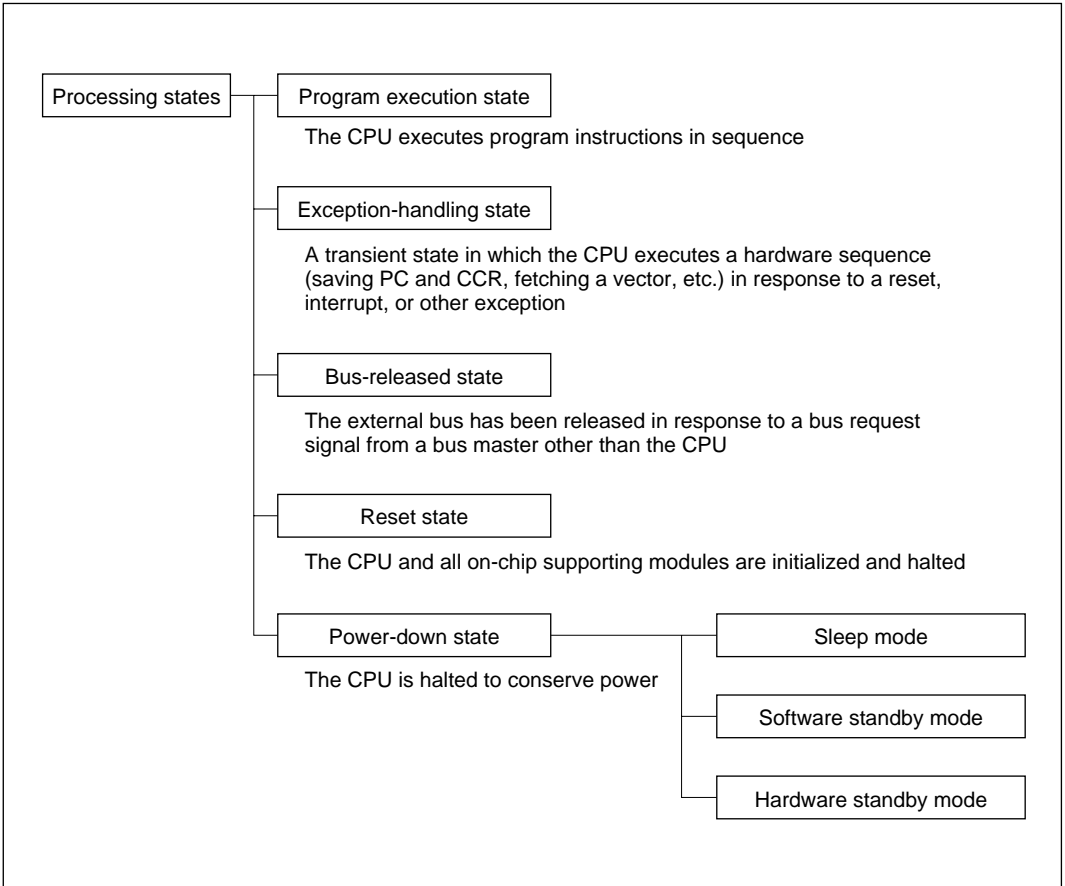 Processing states
Program execution state
The CPU executes program instructions in sequence
Exception-handling state
A transient state in which the CPU executes a hardware sequence
(saving PC and CCR, fetching a vector, etc.) in response to a reset,
interrupt, or other exception
Bus-released state
The external bus has been released in response to a bus request
signal from a bus master other than the CPU
Reset state
The CPU and all on-chip supporting modules are initialized and halted
Power-down state
The CPU is halted to conserve power
Sleep mode
Software standby mode
Hardware standby mode